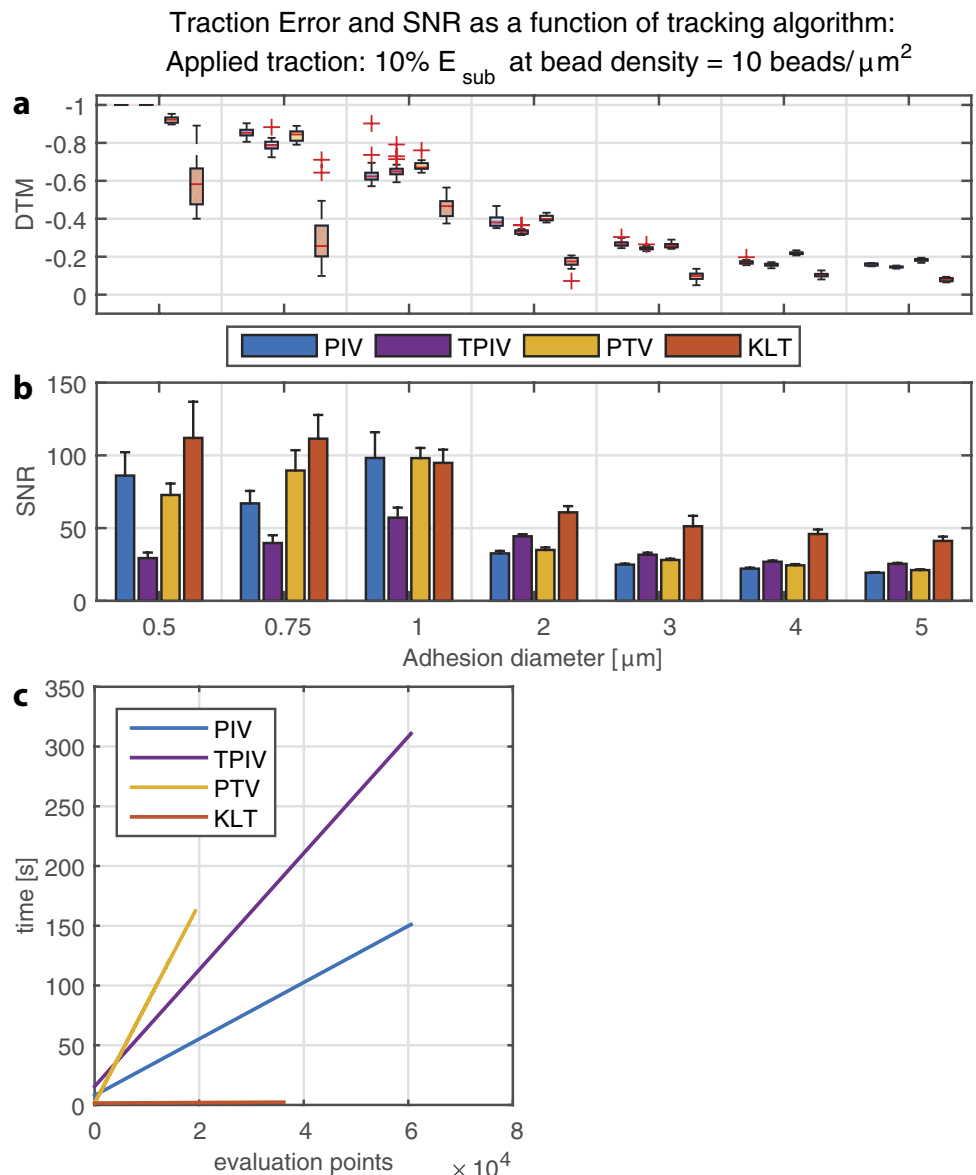 Traction Error and SNR as a function of tracking algorithm:
Applied traction: 10% E sub at bead density = 10 beads/μm2
a
-1
-0.8
-0.6
-0.4
-0.2
0
DTM
PIV TPIV PTV KLT
b
150
100
50
0
SNR
0.5 0.75 1 2 3 4 5
Adhesion diameter [μm]
c
350
300
250
200
150
100
50
0
time [s]
PIV
TPIV
PTV
KLT
0 2 4 6 8
evaluation points × 10 4